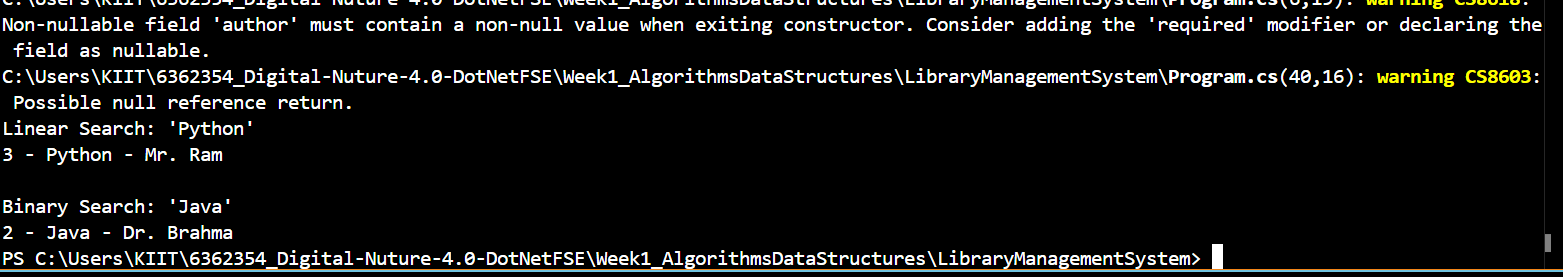 C:\Users\KIIT\6362354_Digital-Nuture-4.0-DotNetFSE\Week1_AlgorithmsDataStructures\LibraryManagementSystem\Program.cs(6,19): warning CS8618:
Non-nullable field 'author' must contain a non-null value when exiting constructor. Consider adding the 'required' modifier or declaring the
 field as nullable.
C:\Users\KIIT\6362354_Digital-Nuture-4.0-DotNetFSE\Week1_AlgorithmsDataStructures\LibraryManagementSystem\Program.cs(40,16): warning CS8603:
 Possible null reference return.
Linear Search: 'Python'
3 - Python - Mr. Ram

Binary Search: 'Java'
2 - Java - Dr. Brahma
PS C:\Users\KIIT\6362354_Digital-Nuture-4.0-DotNetFSE\Week1_AlgorithmsDataStructures\LibraryManagementSystem>